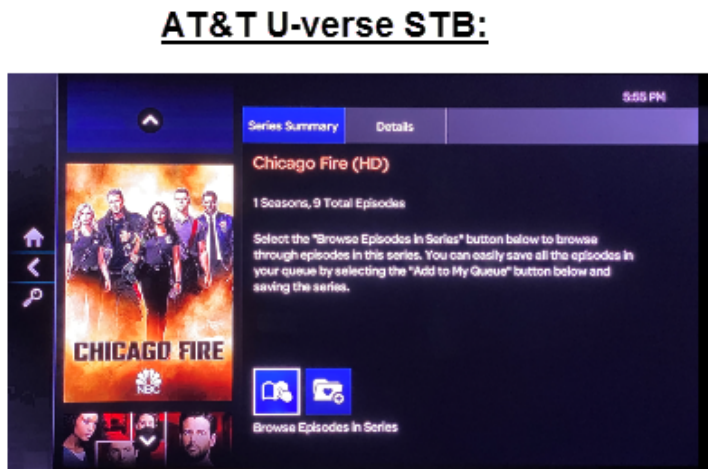 AT&T U-verse STB:
5:55 PM
Series Summary
Details
Chicago Fire (HD)
1 Seasons, 9 Total Episodes
Select the "Browse Episodes in Series" button below to browse
through episodes in this series. You can easily save all the episodes in
your queue by selecting the "Add to My Queue" button below and
saving the series.
CHICAGO FIRE
NBC
Browse Episodes in Series